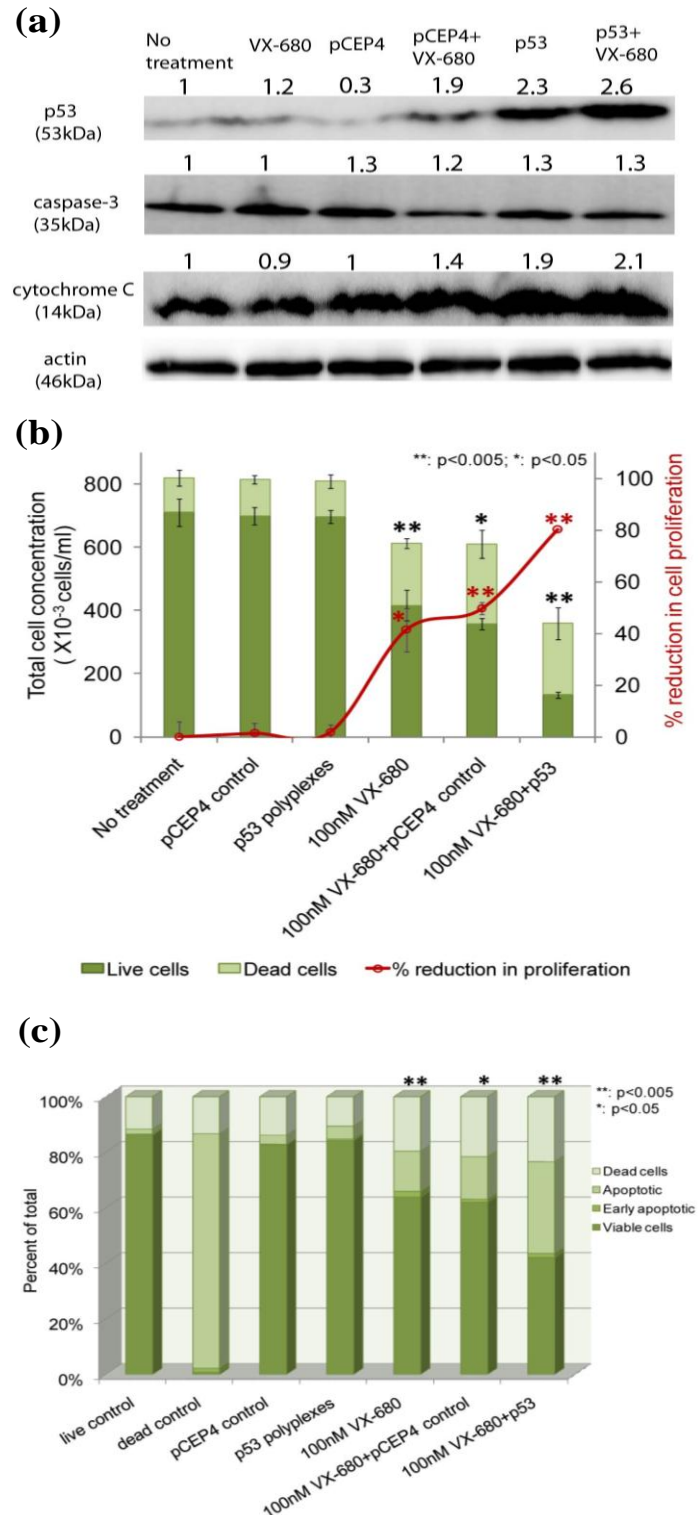 (a)
No treatment
VX-680
pCEP4
pCEP4+ VX-680
p53
p53+ VX-680
1 1.2 0.3 1.9 2.3 2.6
p53
(53kDa)
1 1 1.3 1.2 1.3 1.3
caspase-3
(35kDa)
1 0.9 1 1.4 1.9 2.1
cytochrome C
(14kDa)
actin
(46kDa)
(b)
**: p<0.005; *: p<0.05
Total cell concentration
( X10-3 cells/ml)
800
600
400
200
0
** * **
* ** **
100
80
60
40
20
0
% reduction in cell proliferation
No treatment
pCEP4 control
p53 polyplexes
100nM VX-680
100nM VX-680+pCEP4 control
100nM VX-680+p53
Live cells
Dead cells
% reduction in proliferation
(c)
** * **
**: p<0.005
*: p<0.05
Percent of total
100%
80%
60%
40%
20%
0%
Dead cells
Apoptotic
Early apoptotic
Viable cells
live control
dead control
pCEP4 control
p53 polyplexes
100nM VX-680
100nM VX-680+pCEP4 control
100nM VX-680+p53